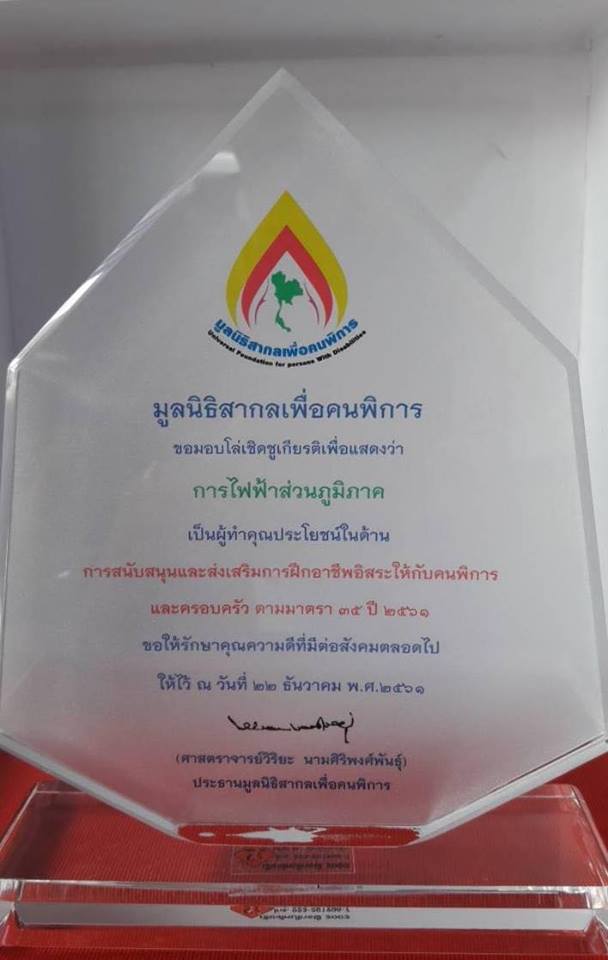 มูลนิธิสากลเพื่อคนพิการ
Universal Foundation for persons With Disabilities
มูลนิธิสากลเพื่อคนพิการ
ขอมอบโล่เชิดชูเกียรติเพื่อแสดงว่า
การไฟฟ้าส่วนภูมิภาค
เป็นผู้ทำคุณประโยชน์ในด้าน
การสนับสนุนและส่งเสริมการฝึกอาชีพอิสระให้กับคนพิการ
และครอบครัว ตามมาตรา ๓๕ ปี ๒๕๖๑
ขอให้รักษาคุณความดีที่มีต่อสังคมตลอดไป
ให้ไว้ ณ วันที่ ๒๒ ธันวาคม พ.ศ.๒๕๖๑
(ศาสตราจารย์วิริยะ นามศิริพงศ์พันธุ์)
ประธานมูลนิธิสากลเพื่อคนพิการ